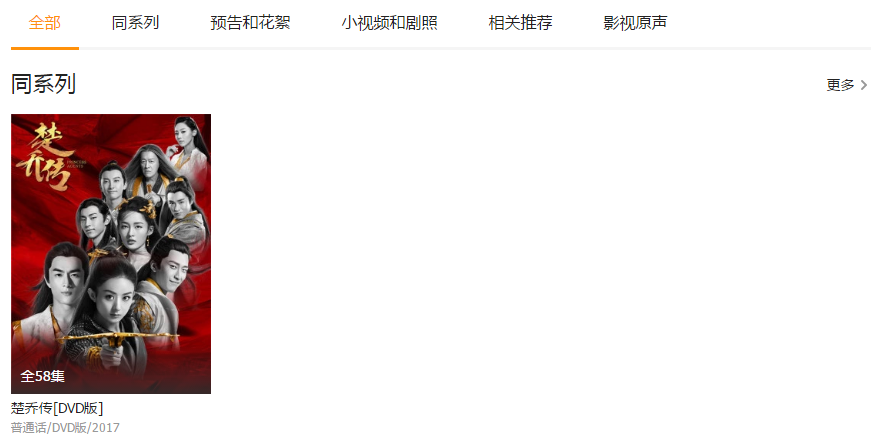 全部 同系列 预告和花絮 小视频和剧照 相关推荐 影视原声
同系列
更多
楚乔传
全58集
楚乔传[DVD版]
普通话/DVD版/2017